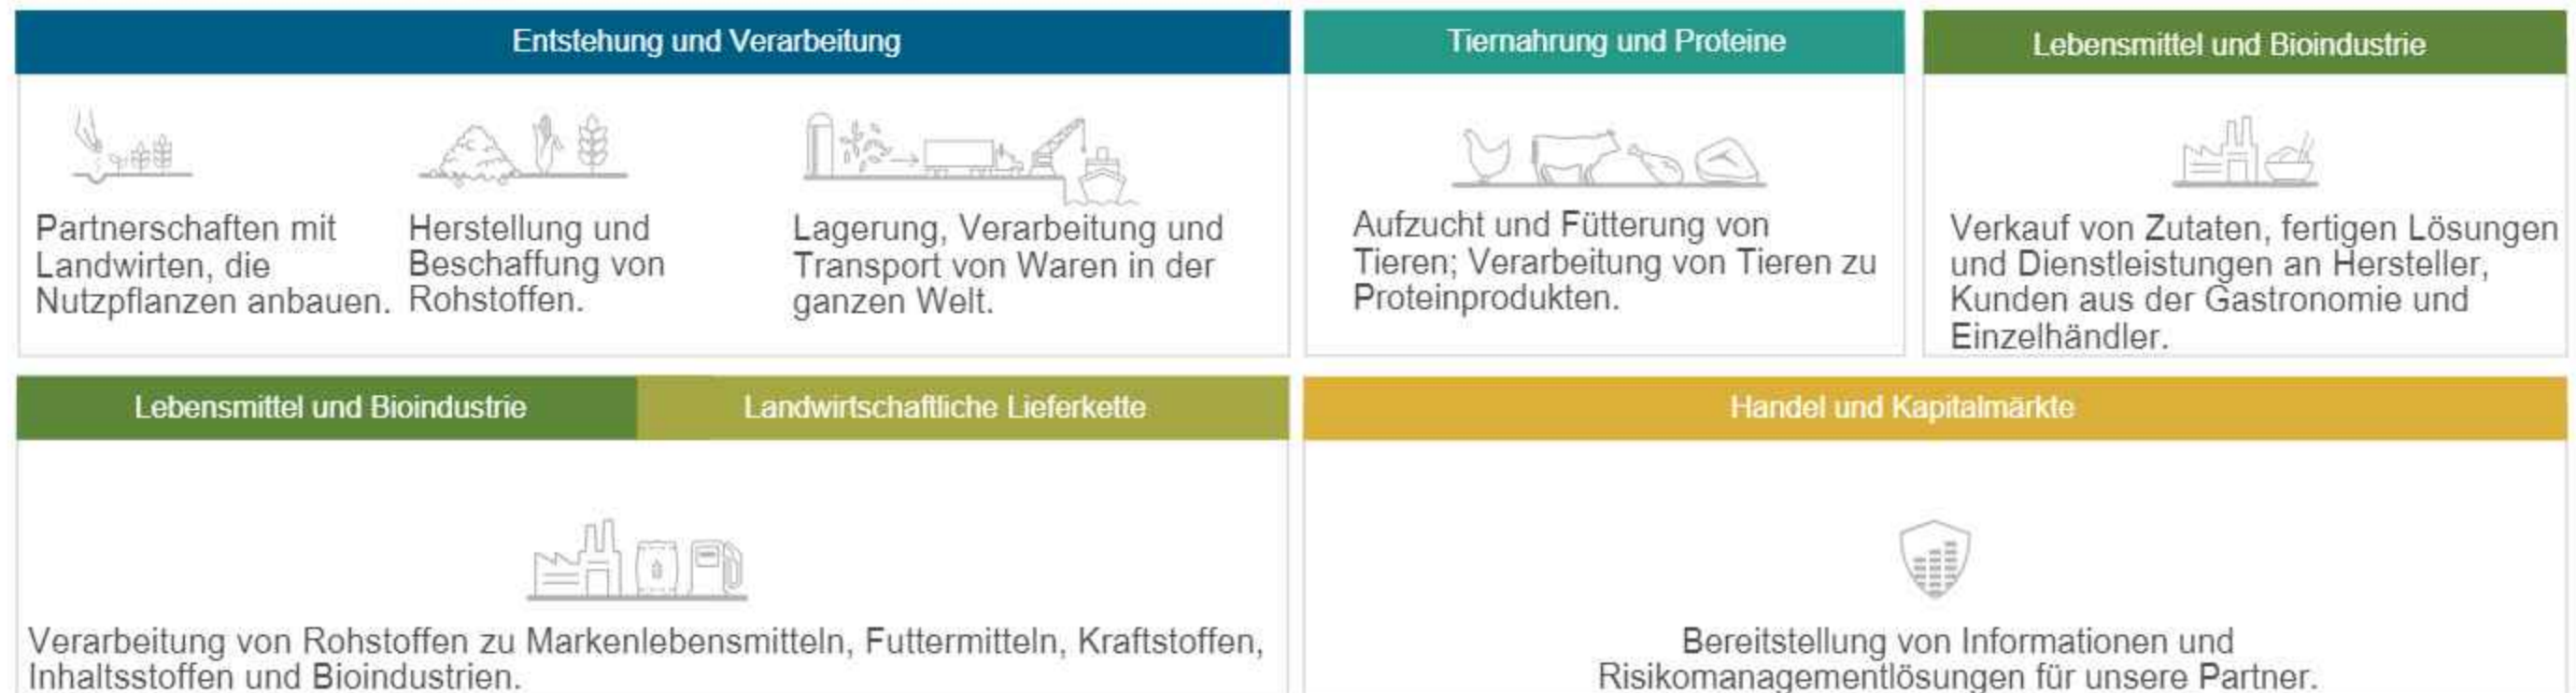 Entstehung und Verarbeitung
Partnerschaften mit
Landwirten, die
Nutzpflanzen anbauen.
Herstellung und
Beschaffung von
Rohstoffen.
Lagerung, Verarbeitung und
Transport von Waren in der
ganzen Welt.
Tiernahrung und Proteine
Aufzucht und Fütterung von
Tieren; Verarbeitung von Tieren zu
Proteinprodukten.
Lebensmittel und Bioindustrie
Verkauf von Zutaten, fertigen Lösungen
und Dienstleistungen an Hersteller,
Kunden aus der Gastronomie und
Einzelhändler.
Lebensmittel und Bioindustrie
Landwirtschaftliche Lieferkette
Verarbeitung von Rohstoffen zu Markenlebensmitteln, Futtermitteln, Kraftstoffen,
Inhaltsstoffen und Bioindustrien.
Handel und Kapitalmärkte
Bereitstellung von Informationen und
Risikomanagementlösungen für unsere Partner.